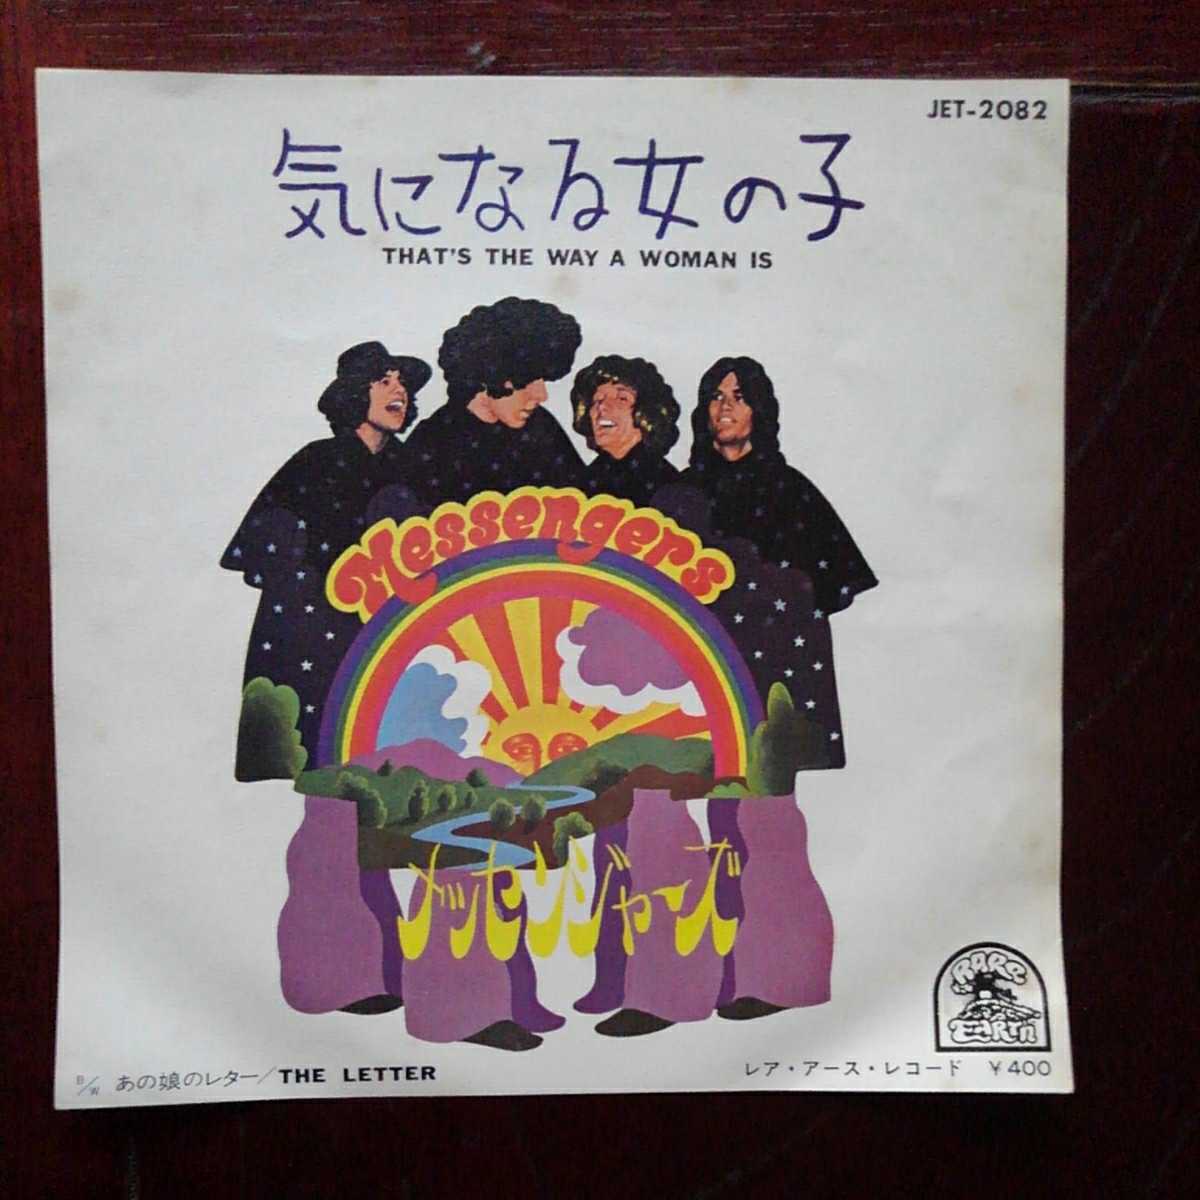 JET-2082
気になる女の子
THAT'S THE WAY A WOMAN IS
Messengers
メッセンジャーズ
RARE
EARTH
B/W あの娘のレター/THE LETTER
レア・アース・レコード ¥400